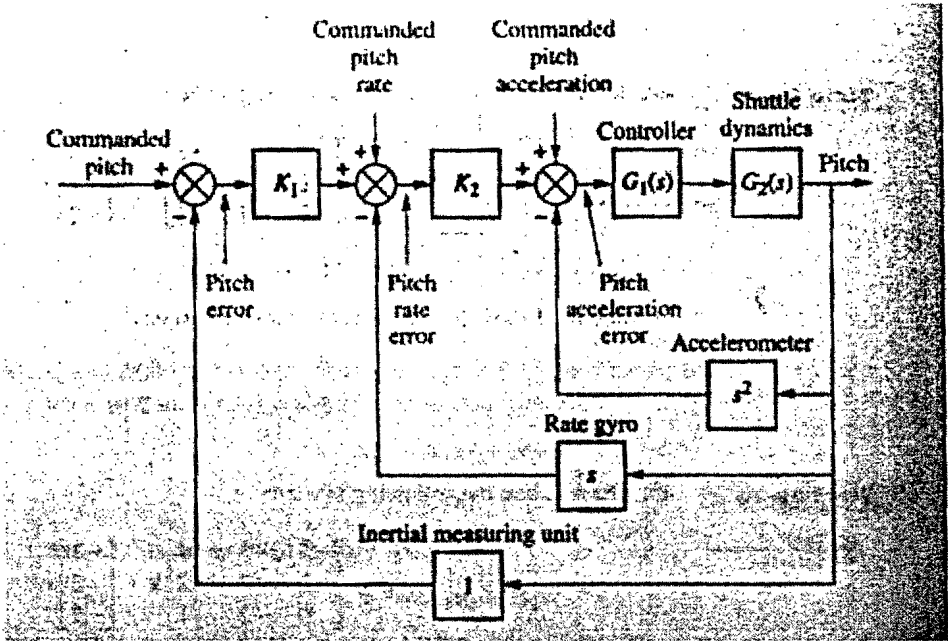 Commanded
pitch
rate
Commanded
pitch
acceleration
Shuttle
dynamics
Controller
Commanded
pitch
Pitch
+
−
K₁
+
+
−
K₂
+
+
−
G₁(s)
G₂(s)
Pitch
error
Pitch
rate
error
Pitch
acceleration
error
Accelerometer
s²
Rate gyro
s
Inertial measuring unit
1